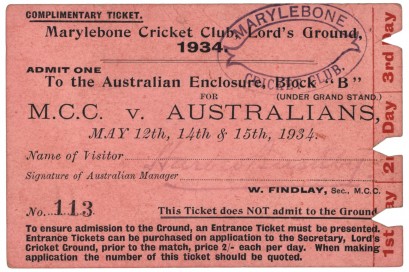 COMPLIMENTARY TICKET.
Marylebone Cricket Club, Lord's Ground,
1934.
MARYLEBONE
CRICKET CLUB.
ADMIT ONE
To the Australian Enclosure, Block "B"
(UNDER GRAND STAND.)
FOR
M.C.C. v. AUSTRALIANS,
MAY 12th, 14th & 15th, 1934.
Name of Visitor
Signature of Australian Manager
W. FINDLAY, Sec., M.C.C.
No. 113
This Ticket does NOT admit to the Ground
To ensure admission to the Ground, an Entrance Ticket must be presented.
Entrance Tickets can be purchased on application to the Secretary, Lord's
Cricket Ground, prior to the match, price 2/- each per day. When making
application the number of this ticket should be quoted.
1st Day
2nd Day
3rd Day